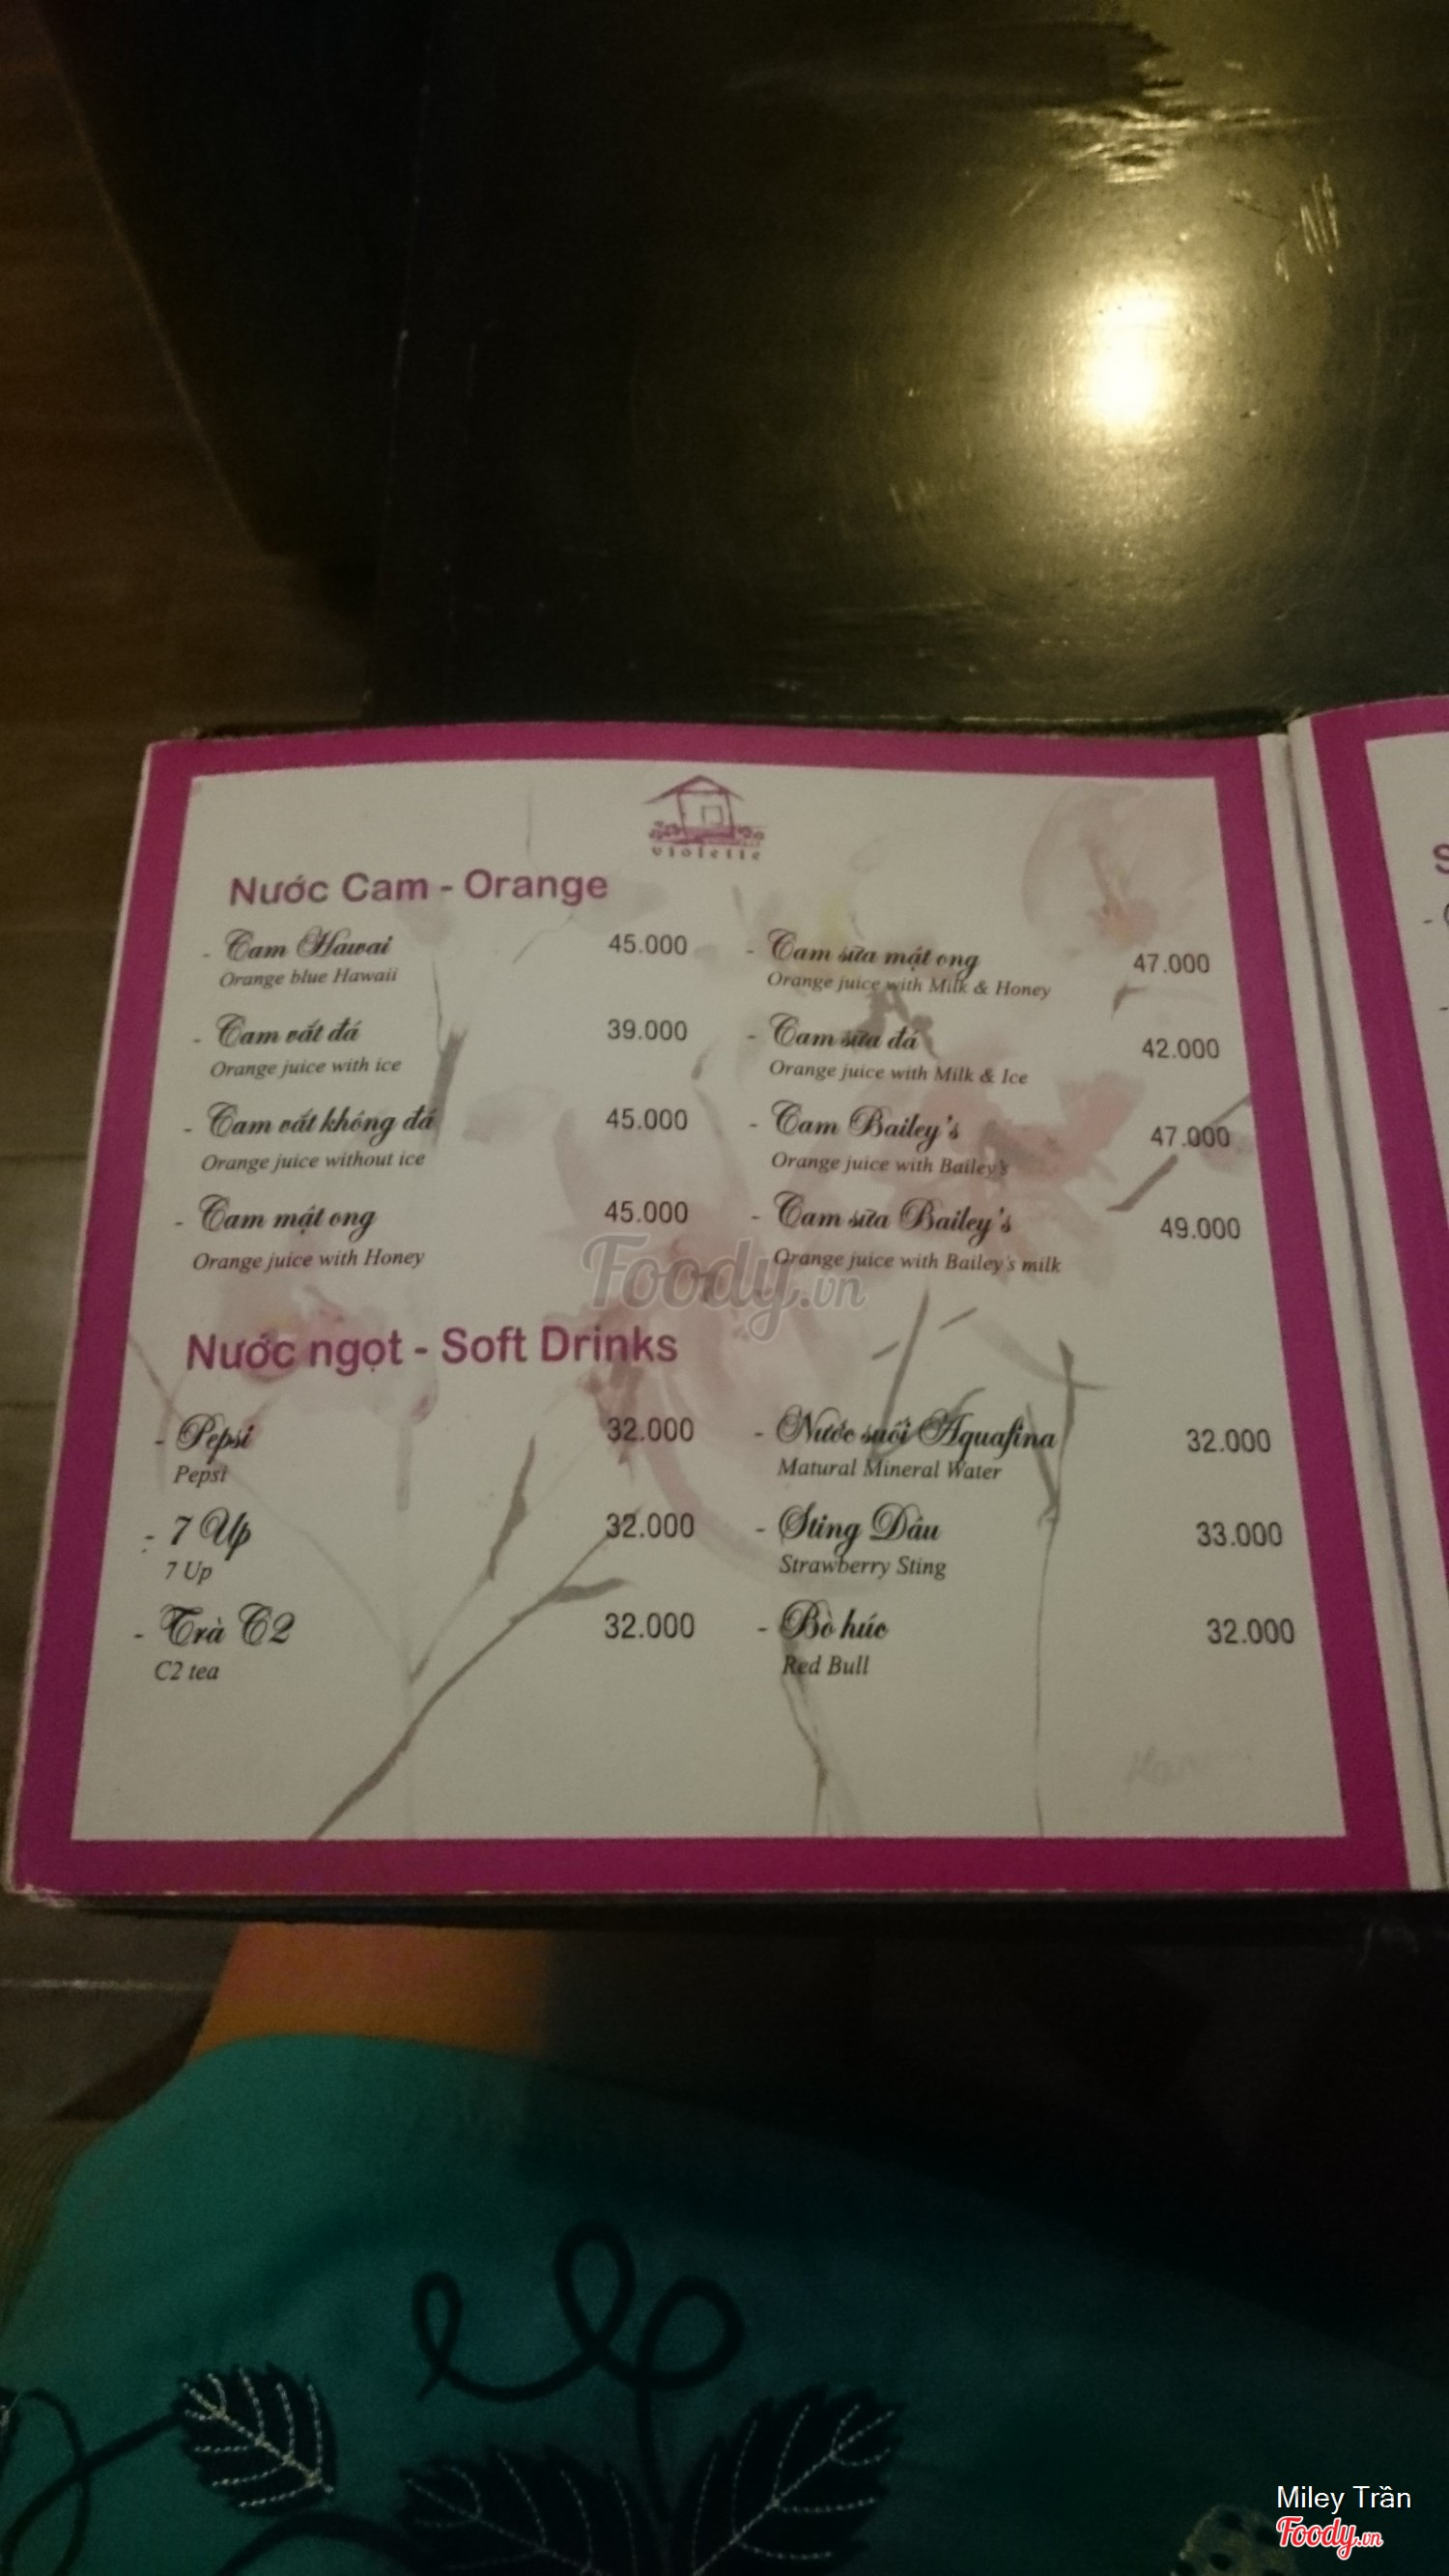 violette
Nước Cam - Orange
- Cam Hawai 45.000
Orange blue Hawaii
- Cam vắt đá 39.000
Orange juice with ice
- Cam vắt không đá 45.000
Orange juice without ice
- Cam mật ong 45.000
Orange juice with Honey
- Cam sữa mật ong 47.000
Orange juice with Milk & Honey
- Cam sữa đá 42.000
Orange juice with Milk & Ice
- Cam Bailey's 47.000
Orange juice with Bailey's
- Cam sữa Bailey's 49.000
Orange juice with Bailey's milk
Foody.vn
Nước ngọt - Soft Drinks
- Pepsi 32.000
Pepsi
- 7 Up 32.000
7 Up
- Trà C2 32.000
C2 tea
- Nước suối Aquafina 32.000
Matural Mineral Water
- Sting Dâu 33.000
Strawberry Sting
- Bò húc 32.000
Red Bull
S
Miley Trần
Foody.vn